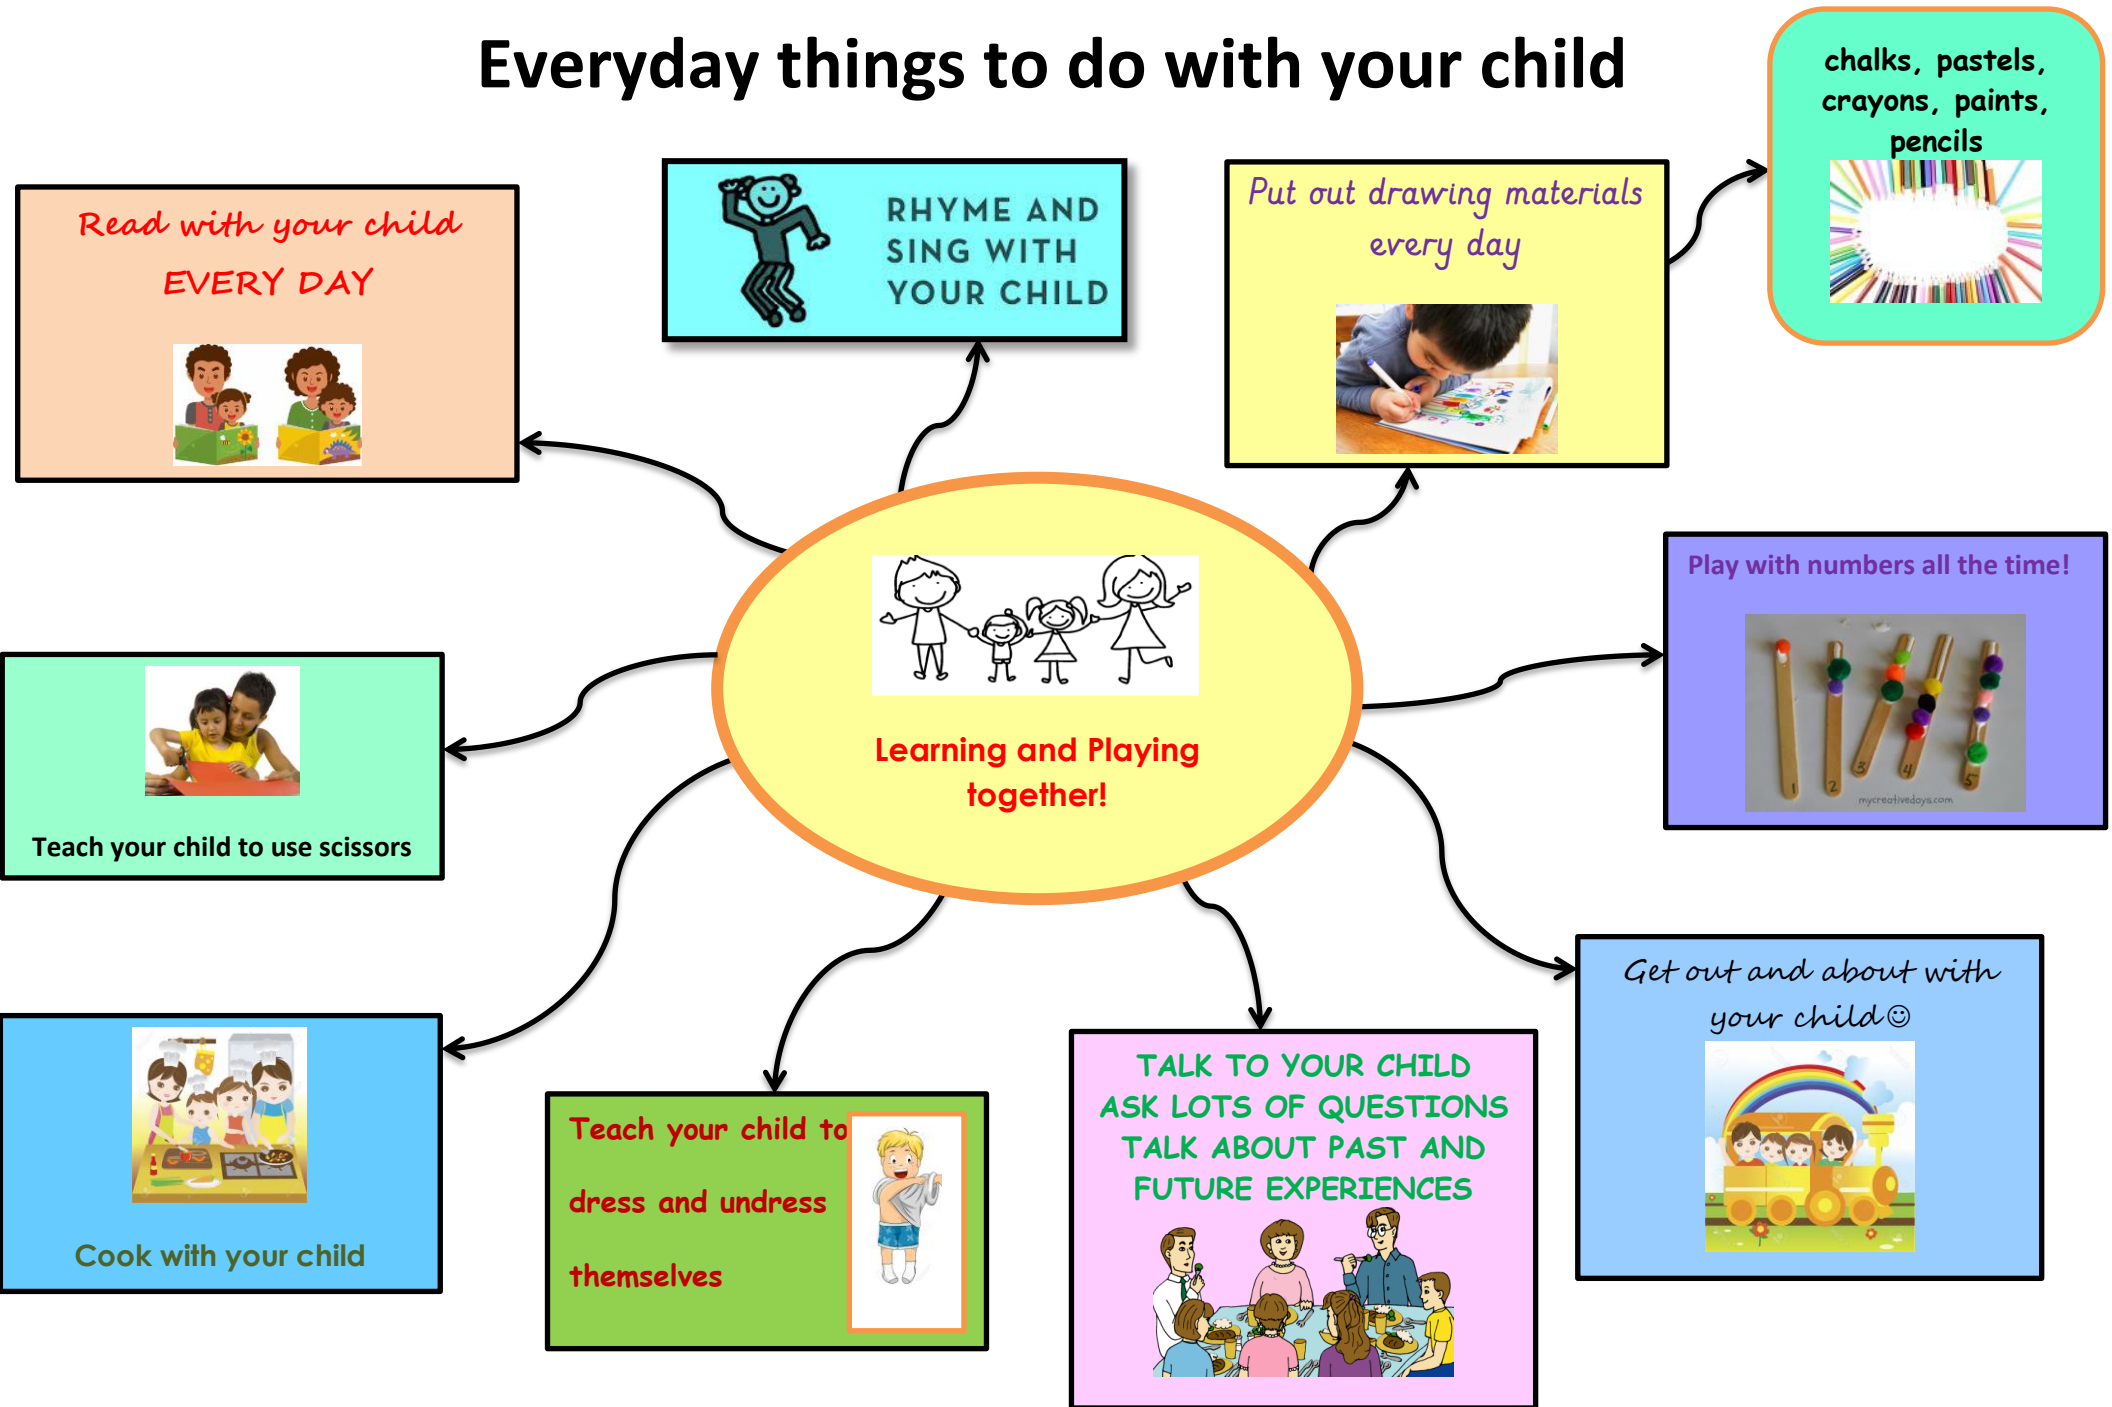 Everyday things to do with your child
chalks, pastels,
crayons, paints,
pencils
Read with your child
EVERY DAY
RHYME AND
SING WITH
YOUR CHILD
Put out drawing materials
every day
Play with numbers all the time!
1 2 3 4 5
mycreativedays.com
Learning and Playing
together!
Teach your child to use scissors
Cook with your child
Teach your child to
dress and undress
themselves
TALK TO YOUR CHILD
ASK LOTS OF QUESTIONS
TALK ABOUT PAST AND
FUTURE EXPERIENCES
Get out and about with
your child☺